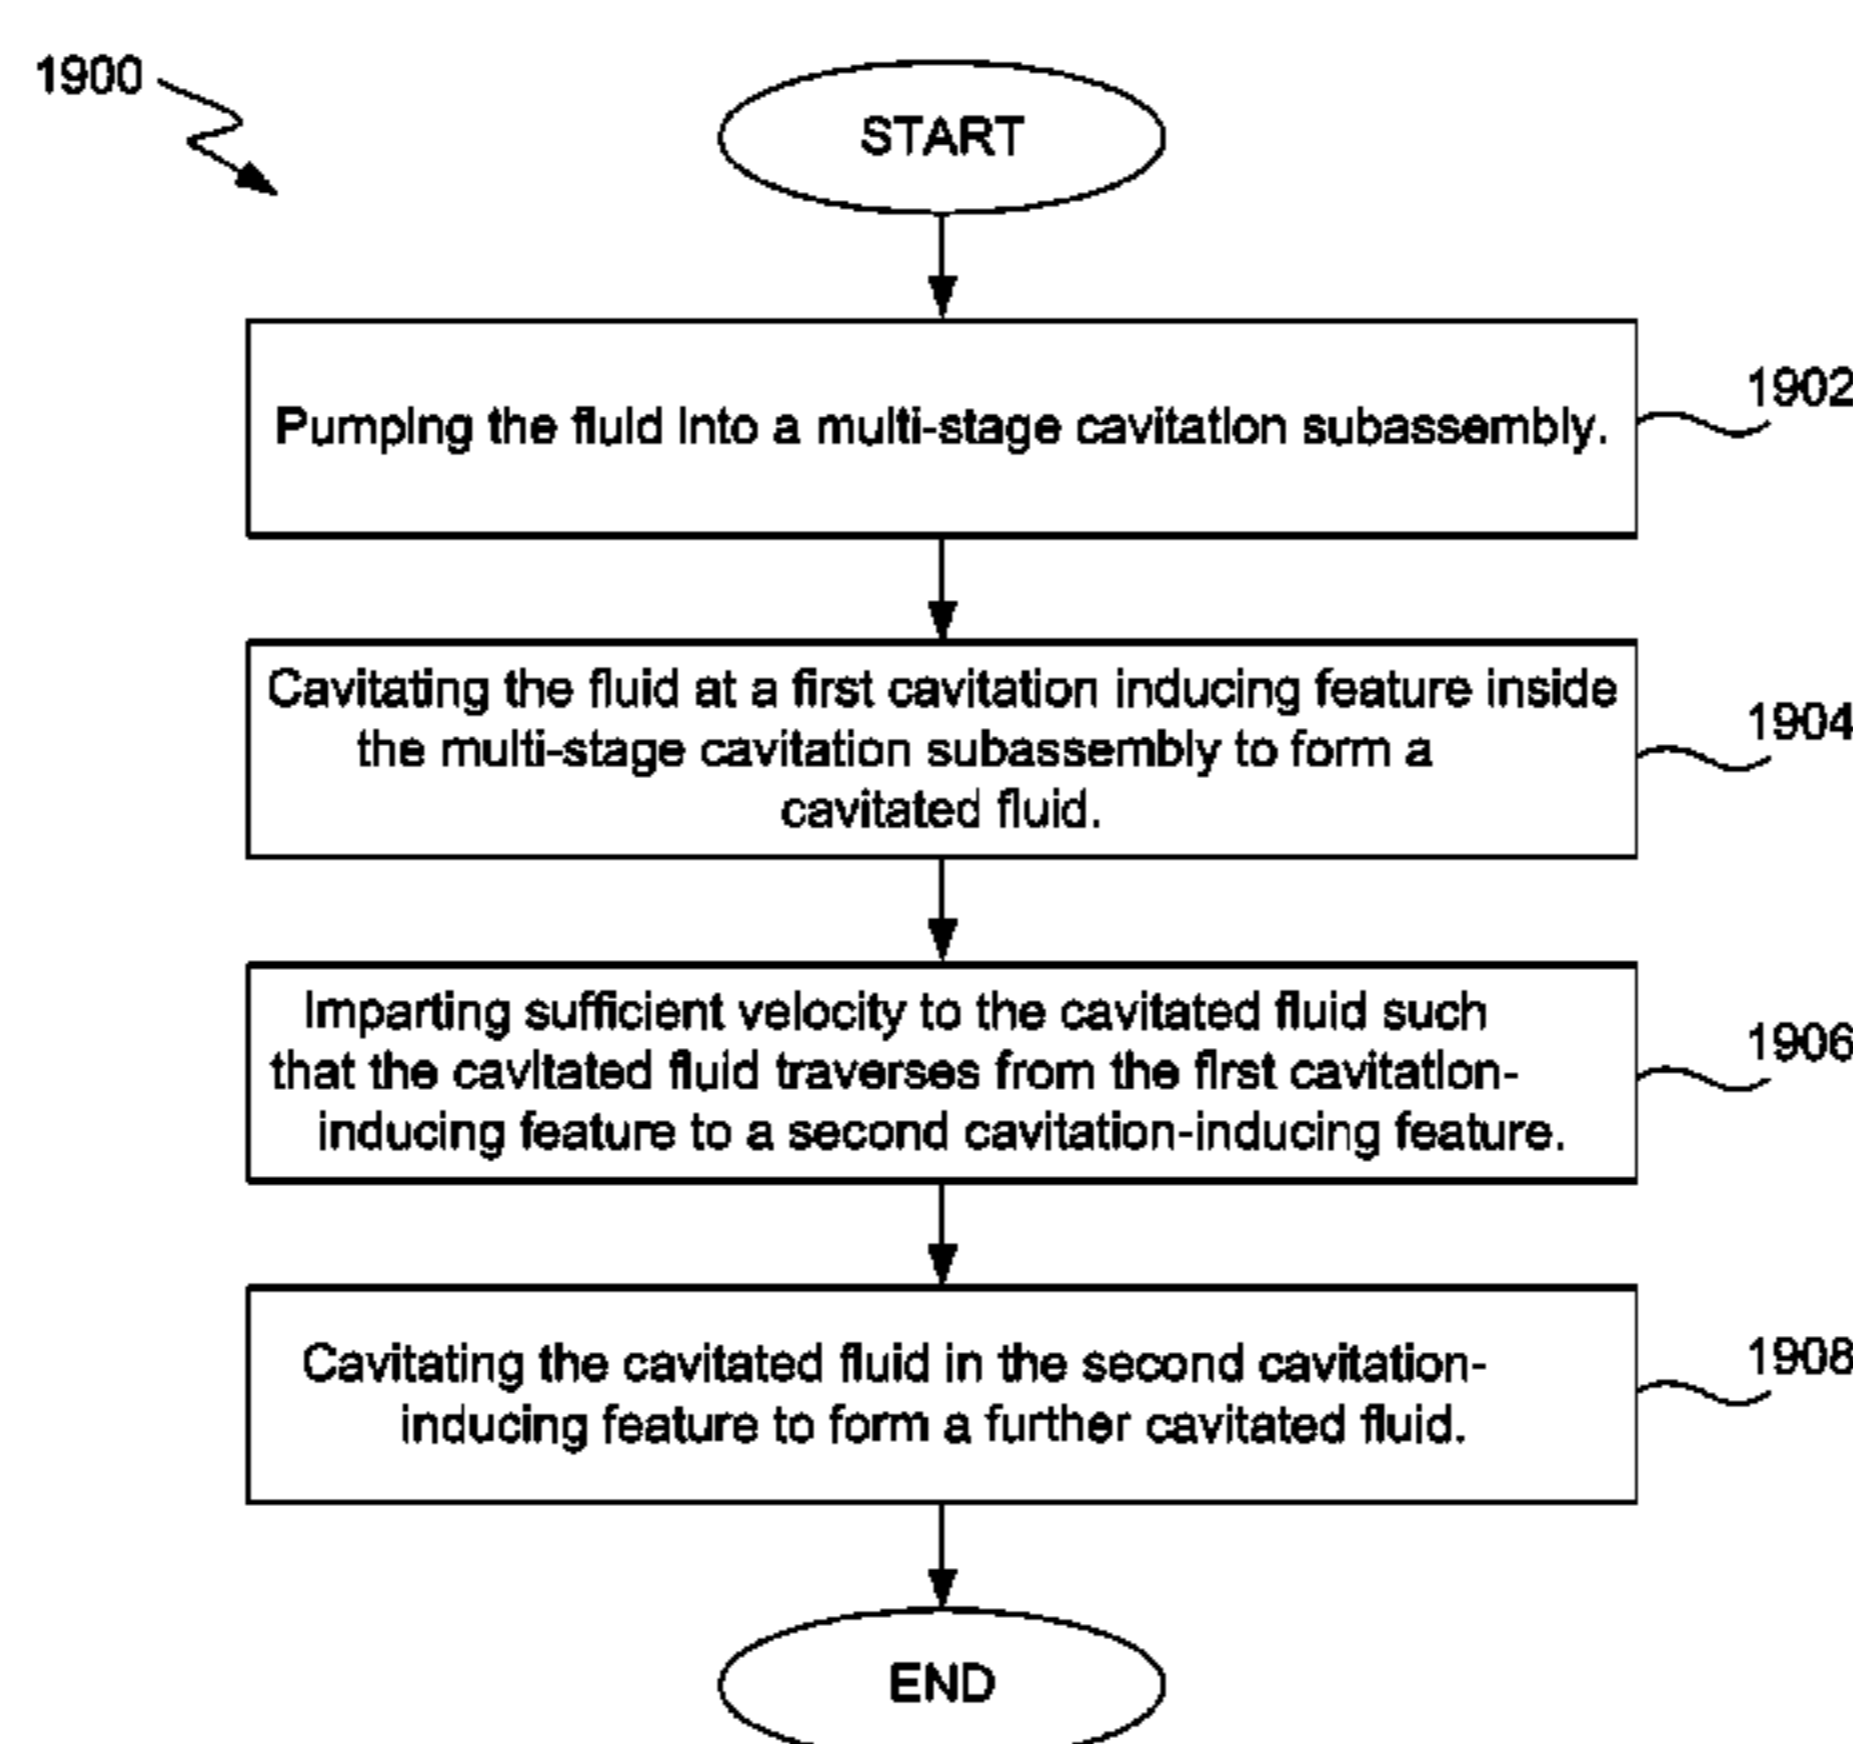 1900
START
Pumping the fluid into a multi-stage cavitation subassembly.
1902
Cavitating the fluid at a first cavitation inducing feature inside
the multi-stage cavitation subassembly to form a
cavitated fluid.
1904
Imparting sufficient velocity to the cavitated fluid such
that the cavitated fluid traverses from the first cavitation-
inducing feature to a second cavitation-inducing feature.
1906
Cavitating the cavitated fluid in the second cavitation-
inducing feature to form a further cavitated fluid.
1908
END